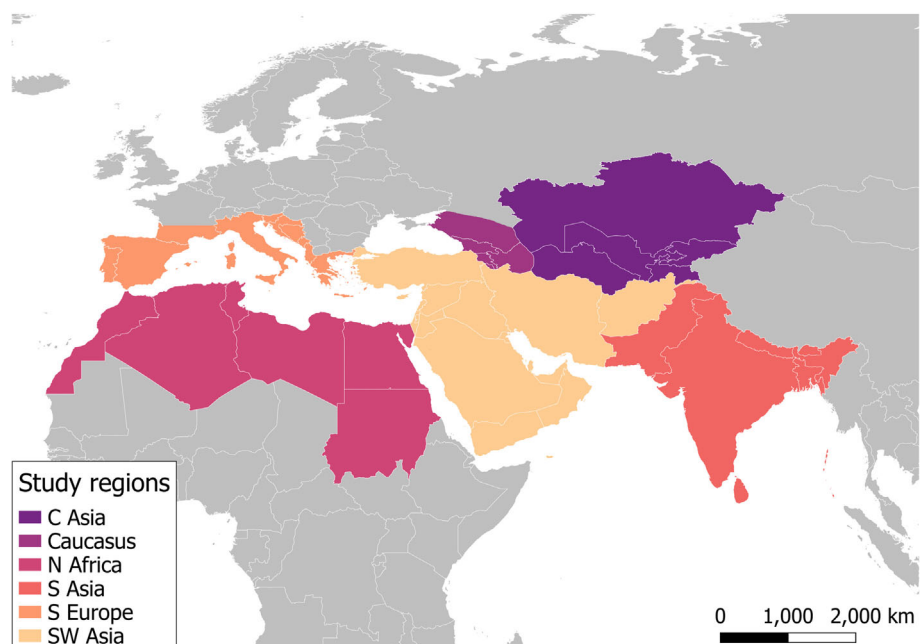 Study regions
C Asia
Caucasus
N Africa
S Asia
S Europe
SW Asia
0 1,000 2,000 km